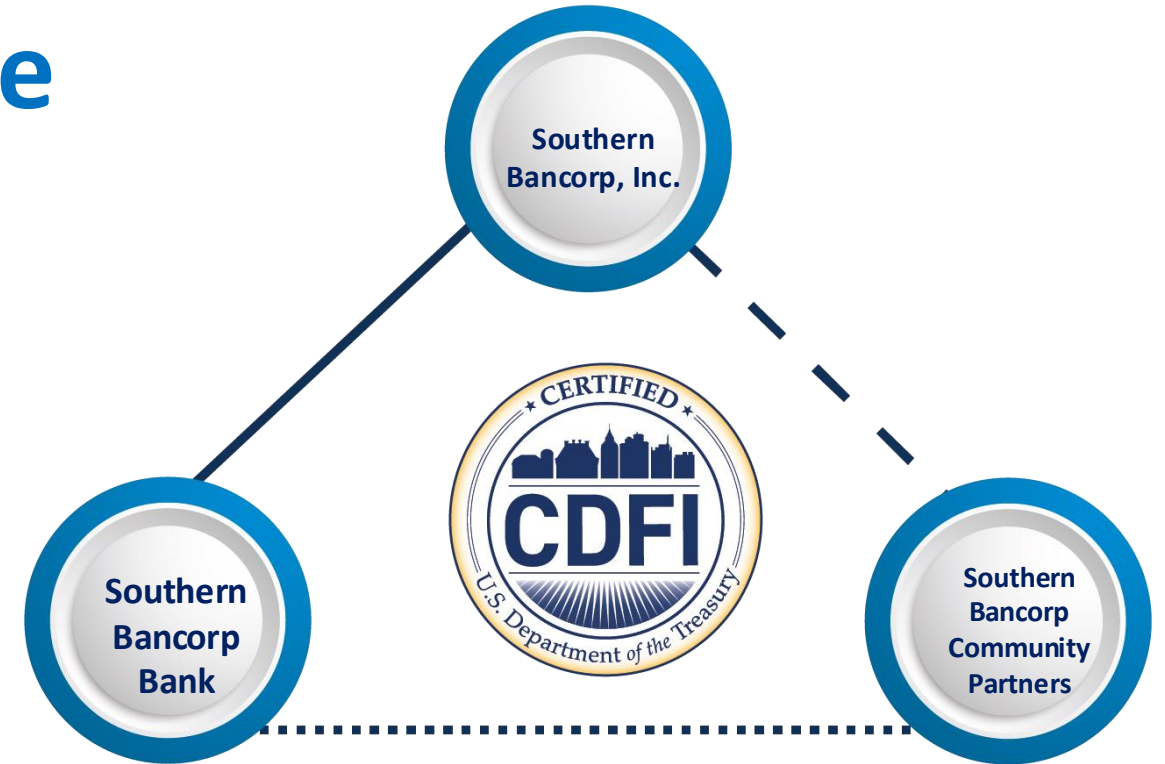 e
Southern
Bancorp, Inc.
★ CERTIFIED ★
CDFI
U.S. Department of the Treasury
Southern
Bancorp
Bank
Southern
Bancorp
Community
Partners